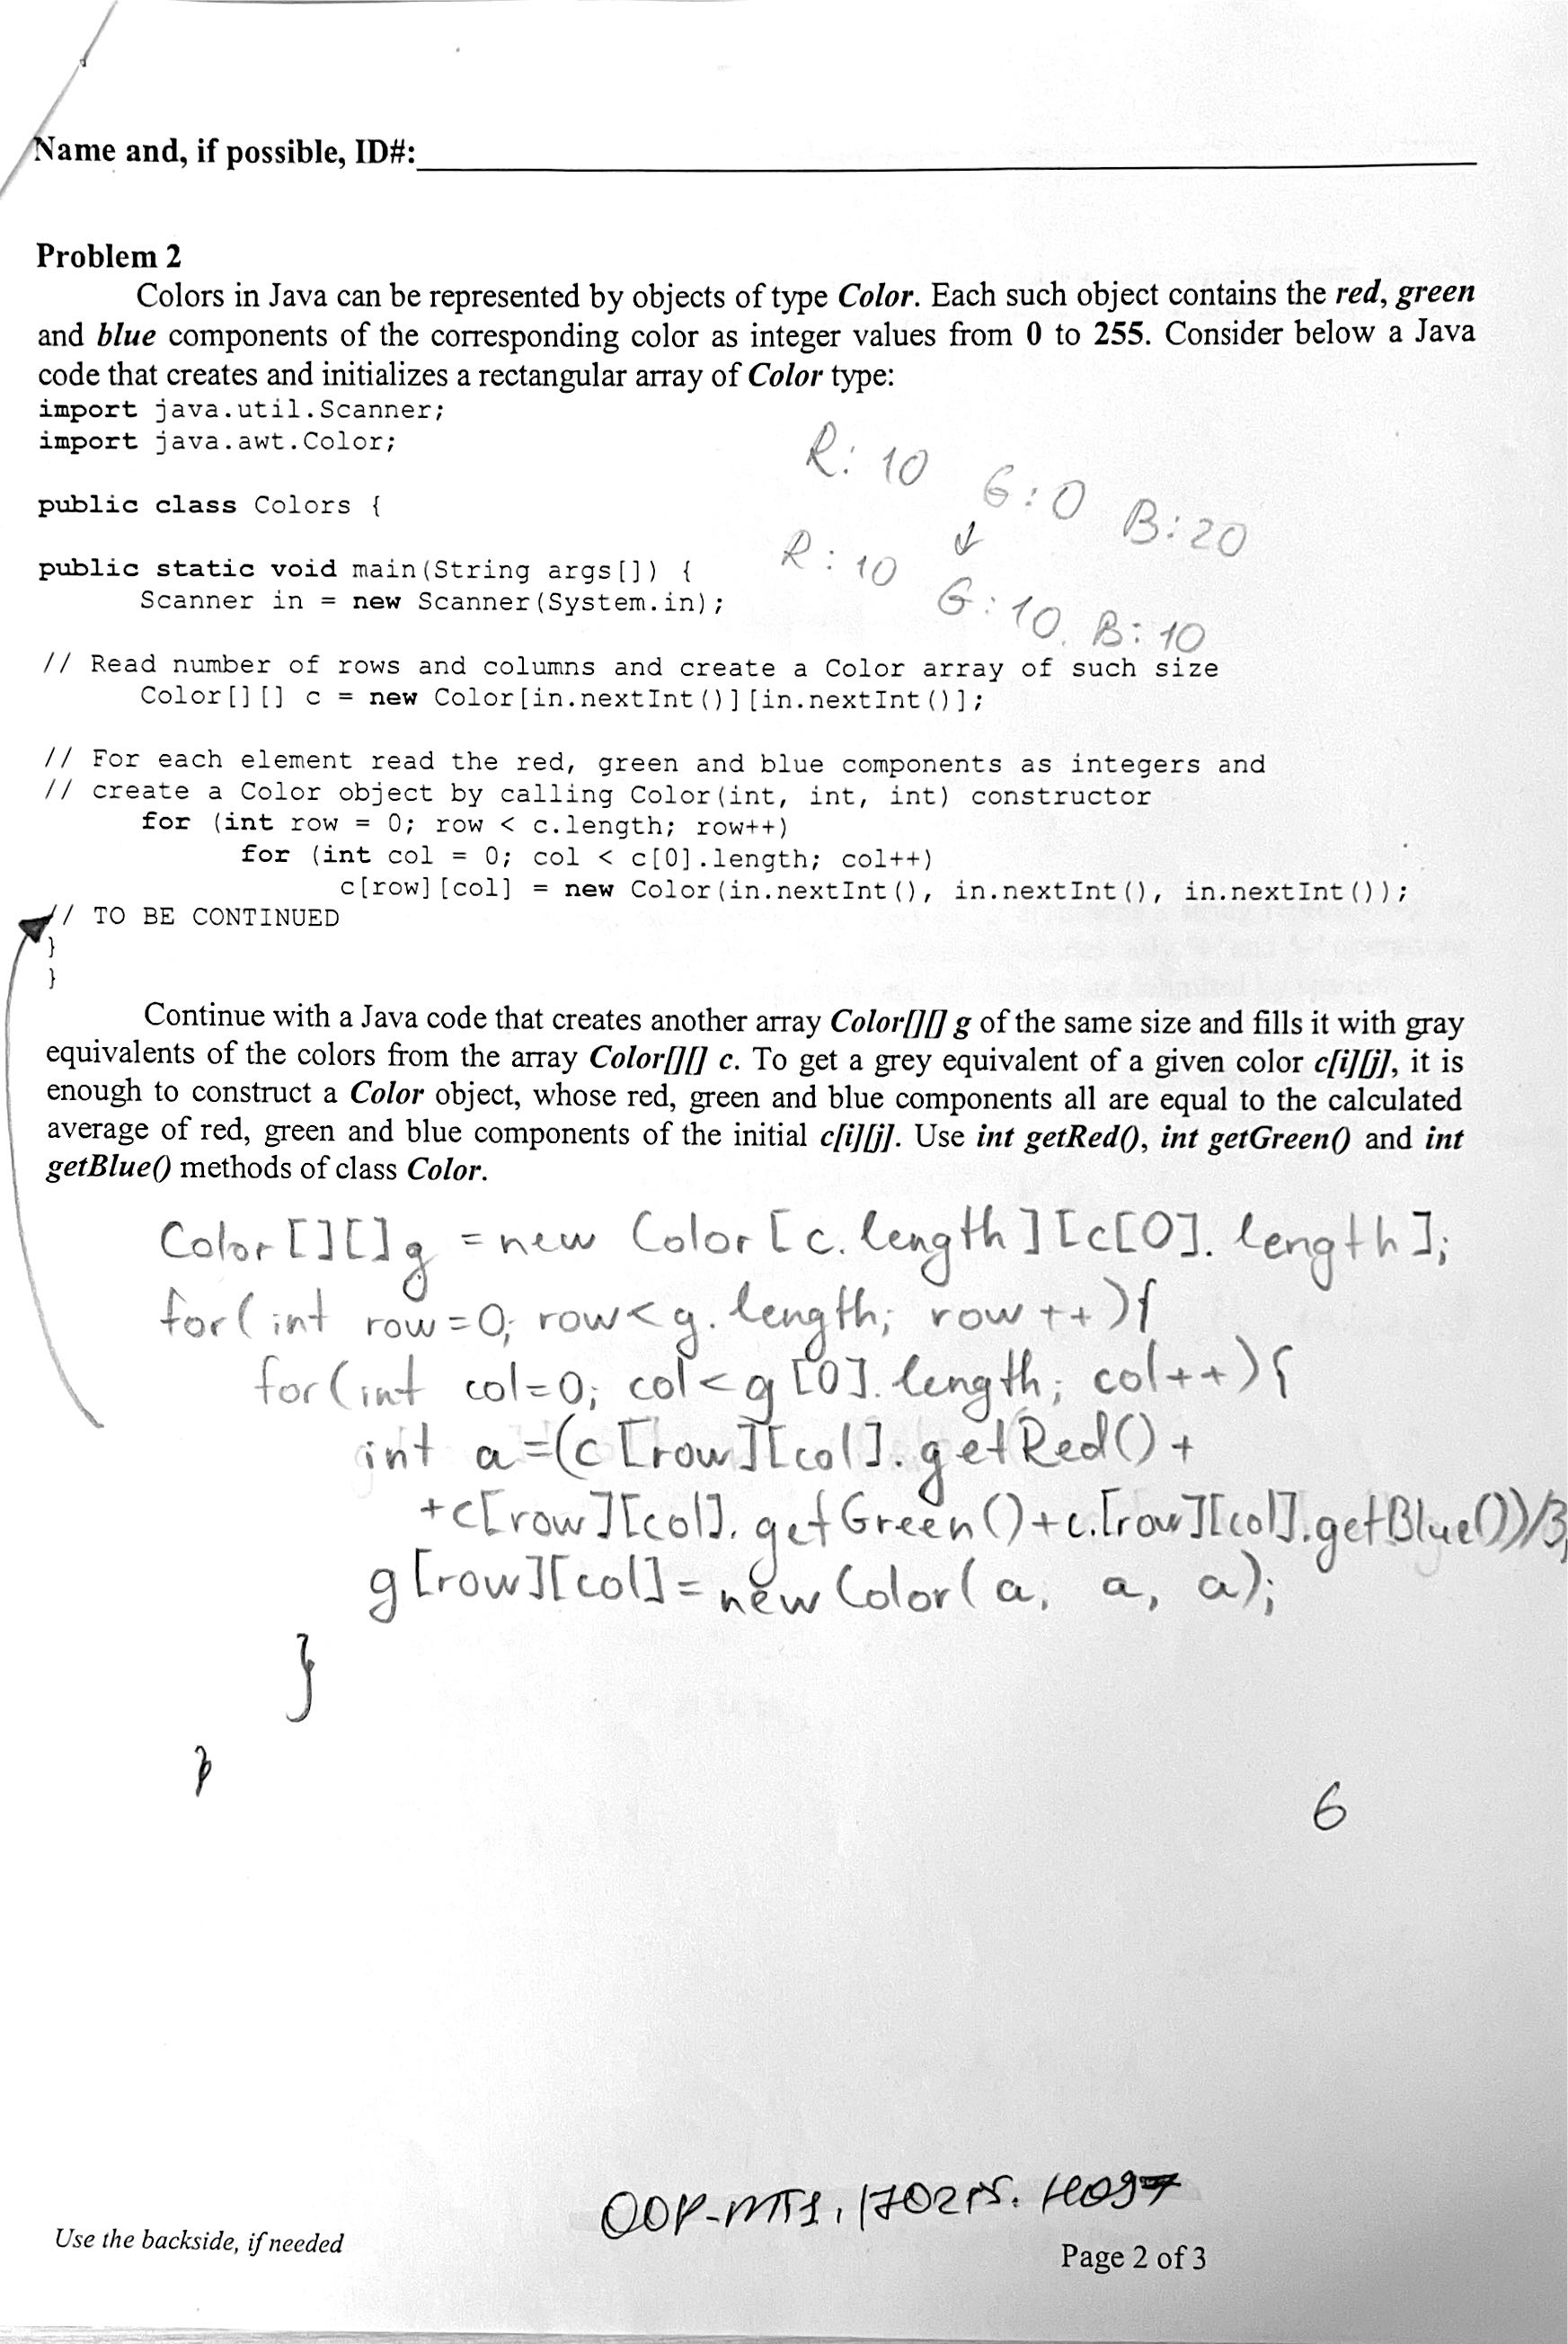 Name and, if possible, ID#:
Problem 2
Colors in Java can be represented by objects of type Color. Each such object contains the red, green
and blue components of the corresponding color as integer values from 0 to 255. Consider below a Java
code that creates and initializes a rectangular array of Color type:
import java.util.Scanner;
import java.awt.Color;
R: 10 G: 0 B: 20
public class Colors {
↓
R: 10 G: 10. B: 10
public static void main(String args[]) {
Scanner in = new Scanner(System.in);
// Read number of rows and columns and create a Color array of such size
Color[][] c = new Color[in.nextInt()][in.nextInt()];
// For each element read the red, green and blue components as integers and
// create a Color object by calling Color(int, int, int) constructor
for (int row = 0; row < c.length; row++)
for (int col = 0; col < c[0].length; col++)
c[row][col] = new Color(in.nextInt(), in.nextInt(), in.nextInt());
// TO BE CONTINUED
}
}
Continue with a Java code that creates another array Color[][] g of the same size and fills it with gray
equivalents of the colors from the array Color[][] c. To get a grey equivalent of a given color c[i][j], it is
enough to construct a Color object, whose red, green and blue components all are equal to the calculated
average of red, green and blue components of the initial c[i][j]. Use int getRed(), int getGreen() and int
getBlue() methods of class Color.
Color[][] g = new Color[c.length][c[0].length];
for(int row=0; row<g.length; row++){
for(int col=0; col<g[0].length; col++){
int a=(c[row][col].getRed()+
+c[row][col].getGreen()+c.[row][col].getBlue())/3;
g[row][col]=new Color(a, a, a);
}
}
6
Use the backside, if needed
Page 2 of 3